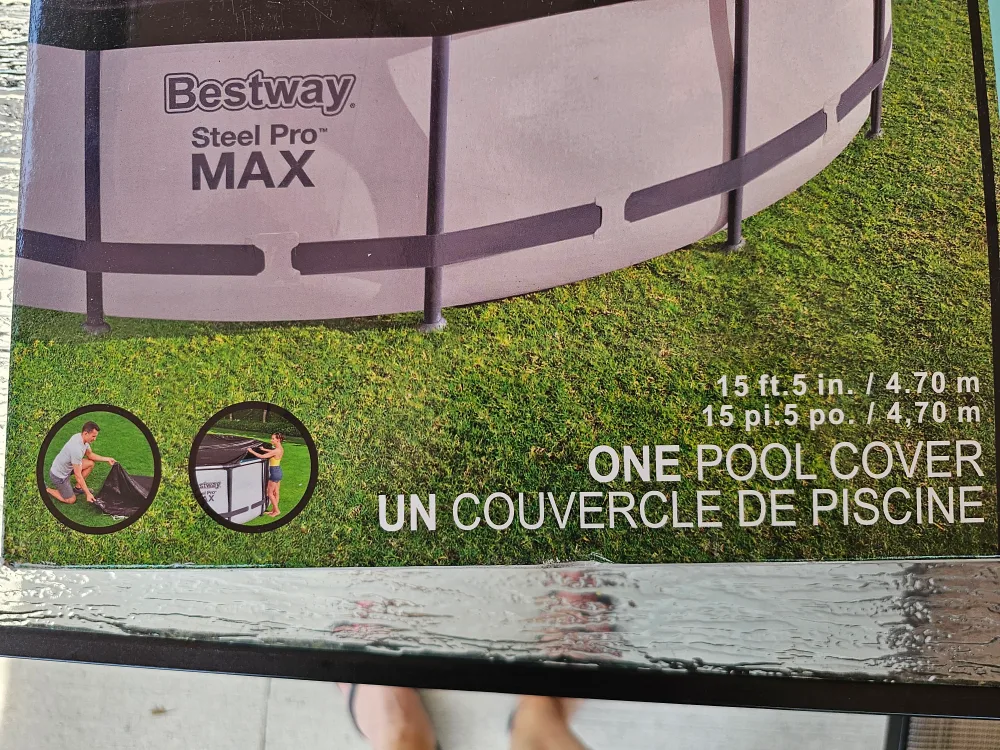 Bestway®
Steel Pro™
MAX
15 ft.5 in. / 4.70 m
15 pi.5 po. / 4,70 m
ONE POOL COVER
UN COUVERCLE DE PISCINE